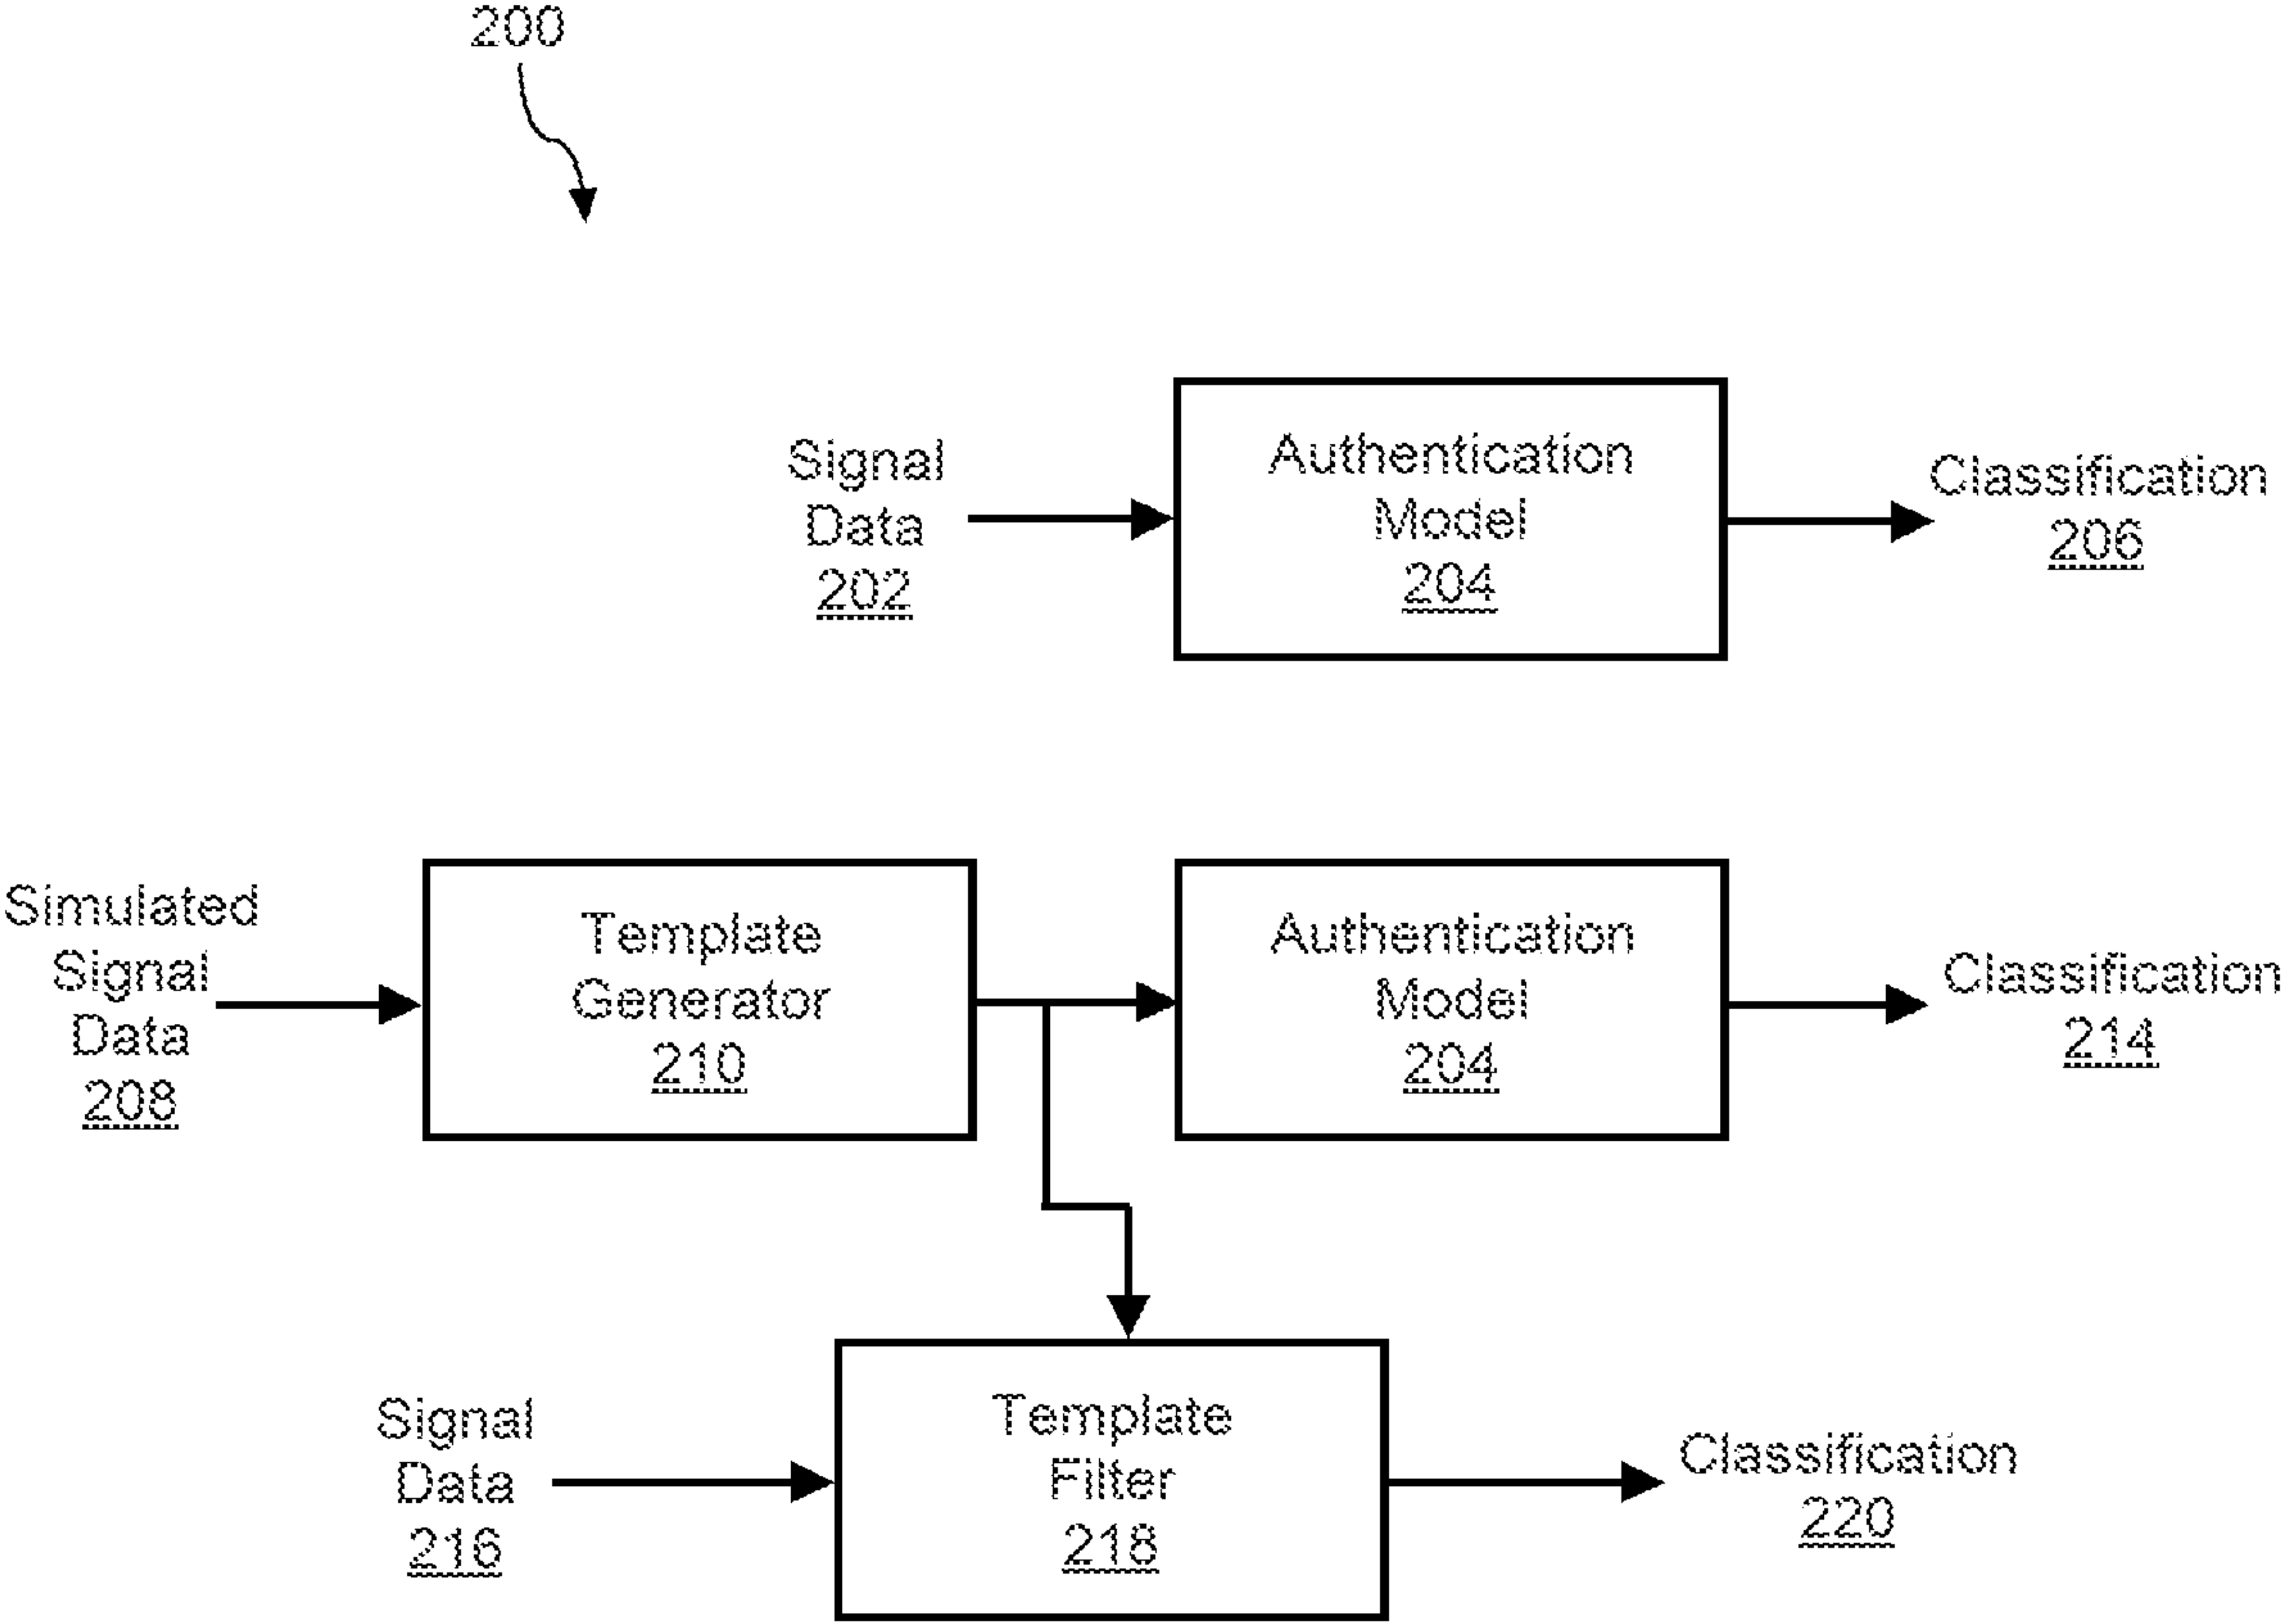 200
Signal
Data
202
Authentication
Model
204
Classification
206
Simulated
Signal
Data
208
Template
Generator
210
Authentication
Model
204
Classification
214
Signal
Data
216
Template
Filter
218
Classification
220